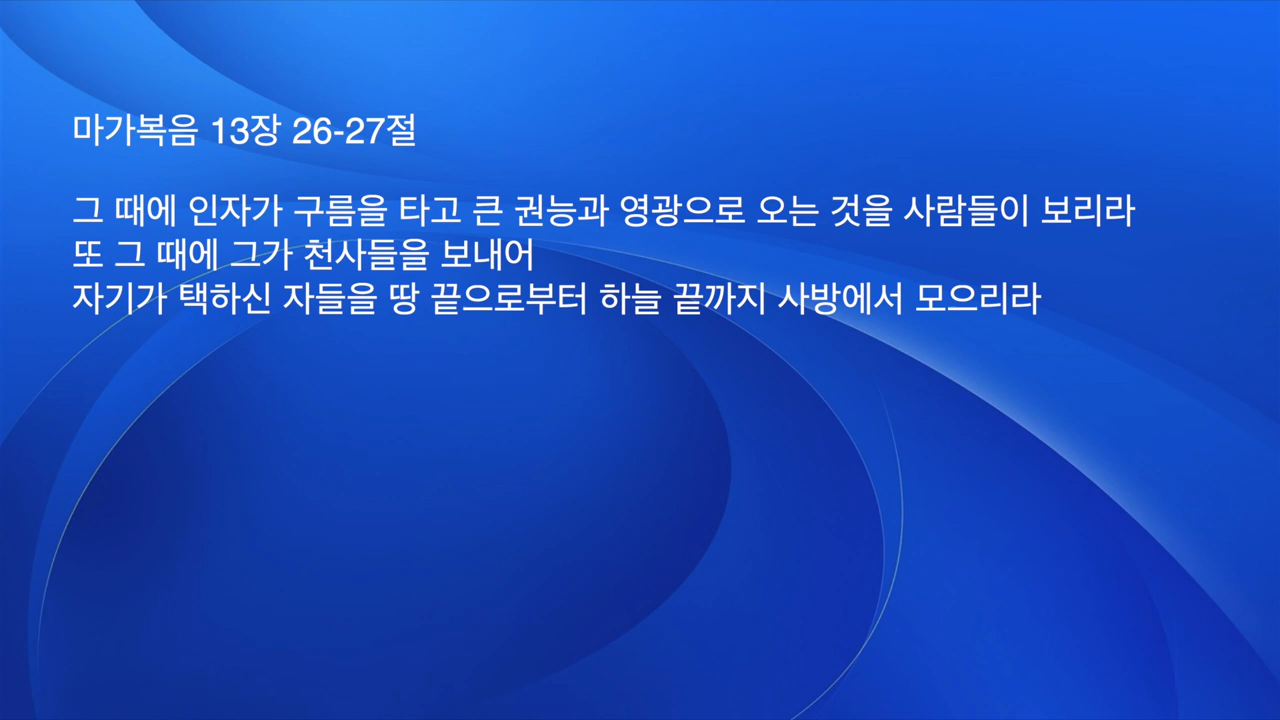 마가복음 13장 26-27절
그 때에 인자가 구름을 타고 큰 권능과 영광으로 오는 것을 사람들이 보리라
또 그 때에 그가 천사들을 보내어
자기가 택하신 자들을 땅 끝으로부터 하늘 끝까지 사방에서 모으리라